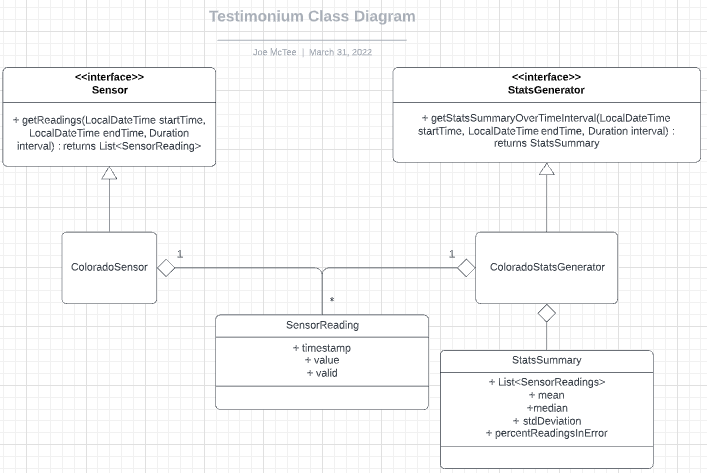 Testimonium Class Diagram
Joe McTee | March 31, 2022
<<interface>>
Sensor
+ getReadings(LocalDateTime startTime,
LocalDateTime endTime, Duration
interval) : returns List<SensorReading>
<<interface>>
StatsGenerator
+ getStatsSummaryOverTimeInterval(LocalDateTime
startTime, LocalDateTime endTime, Duration interval) :
returns StatsSummary
ColoradoSensor
1
1
ColoradoStatsGenerator
*
SensorReading
+ timestamp
+ value
+ valid
StatsSummary
+ List<SensorReadings>
+ mean
+median
+ stdDeviation
+ percentReadingsInError